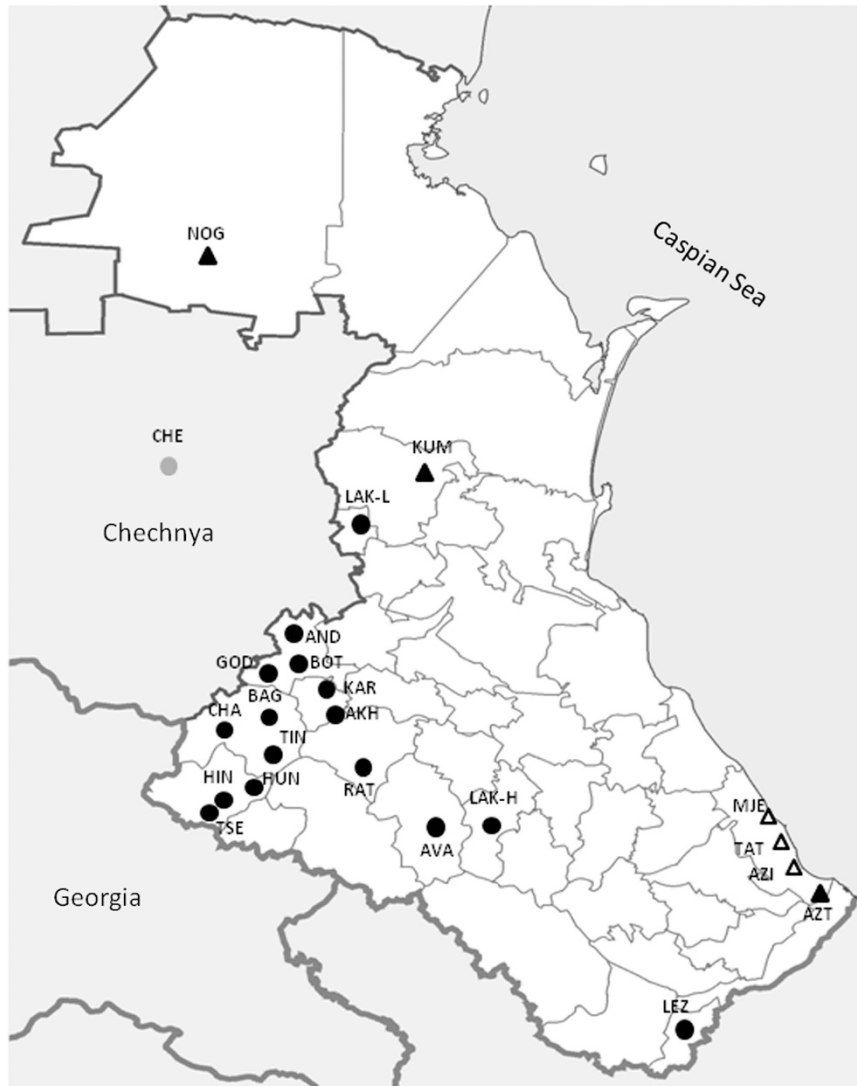 NOG
Caspian Sea
CHE
KUM
LAK-L
Chechnya
AND
GOD
BOT
BAG
KAR
CHA
AKH
TIN
HIN
HUN
RAT
LAK-H
MJE
TSE
AVA
TAT
AZI
Georgia
AZT
LEZ